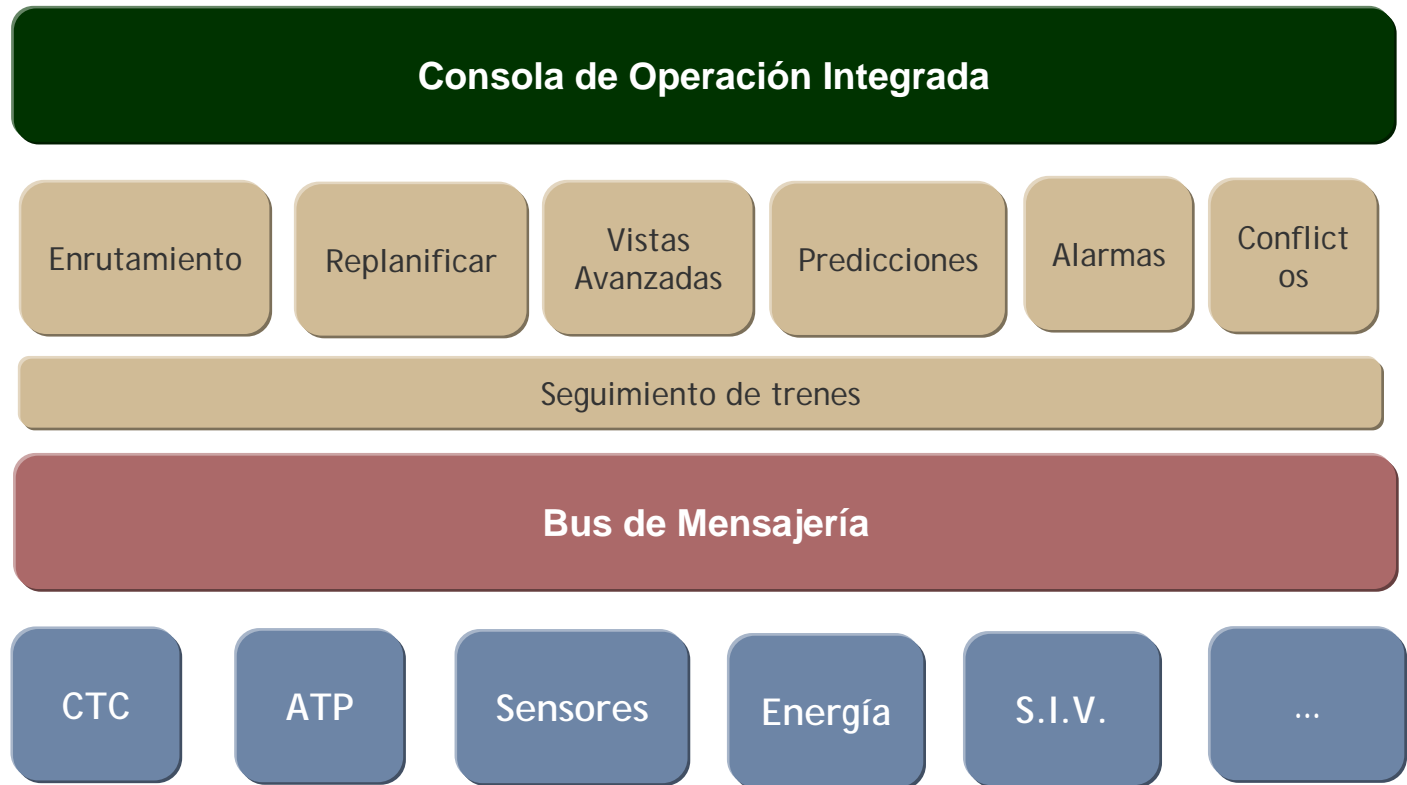 Consola de Operación Integrada
Enrutamiento
Replanificar
Vistas
Avanzadas
Predicciones
Alarmas
Conflict
os
Seguimiento de trenes
Bus de Mensajería
CTC
ATP
Sensores
Energía
S.I.V.
...